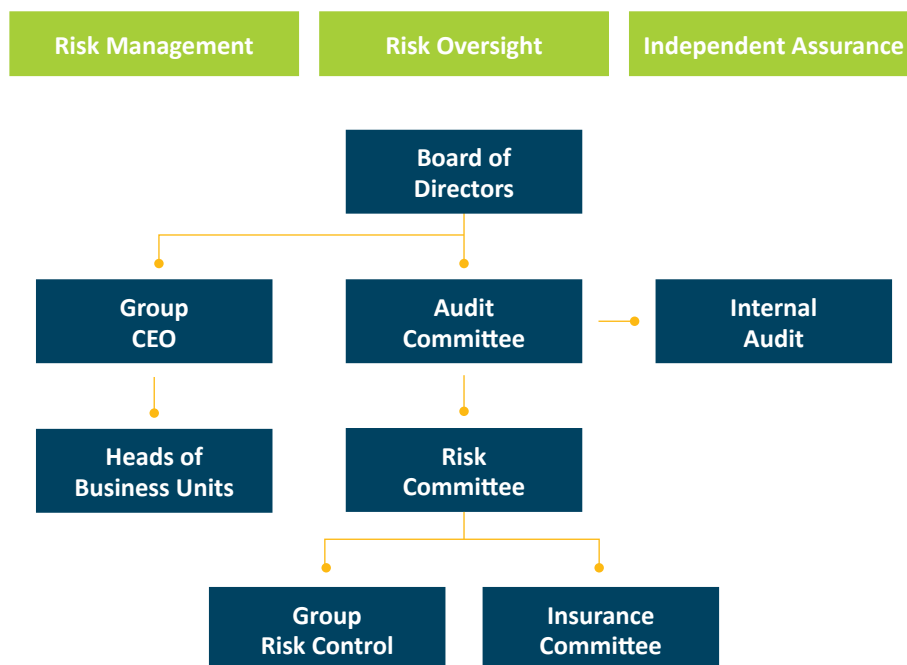 Risk Management
Risk Oversight
Independent Assurance
Board of
Directors
Group
CEO
Audit
Committee
Internal
Audit
Heads of
Business Units
Risk
Committee
Group
Risk Control
Insurance
Committee